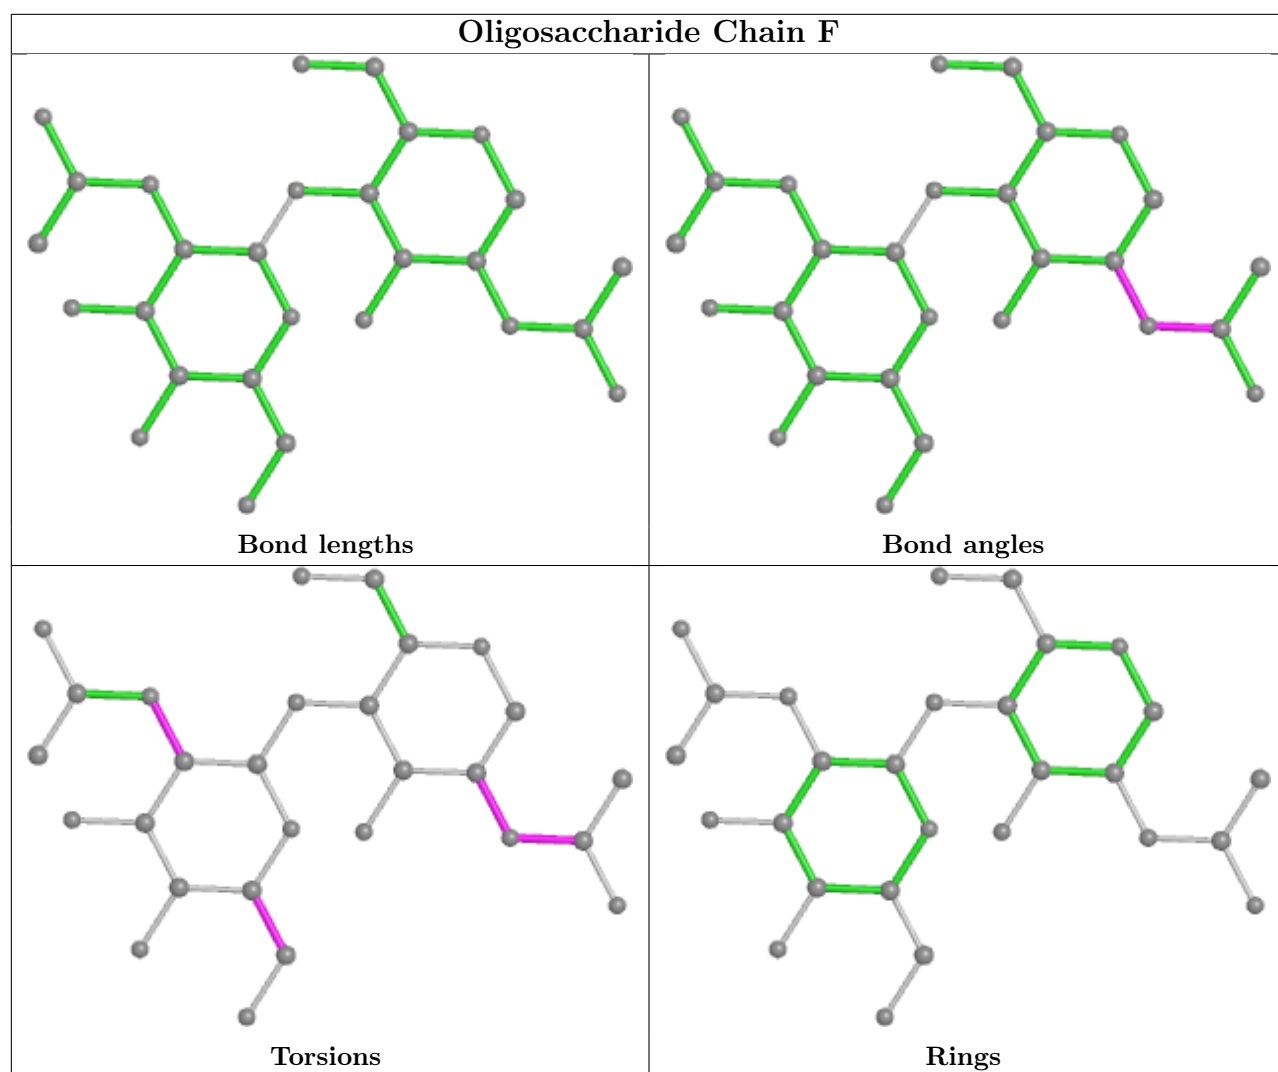 Oligosaccharide Chain F
Bond lengths
Bond angles
Torsions
Rings